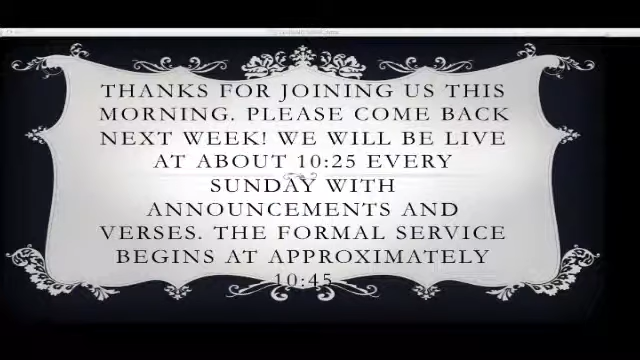 THANKS FOR JOINING US THIS
MORNING. PLEASE COME BACK
NEXT WEEK! WE WILL BE LIVE
AT ABOUT 10:25 EVERY
SUNDAY WITH
ANNOUNCEMENTS AND
VERSES. THE FORMAL SERVICE
BEGINS AT APPROXIMATELY
10:45